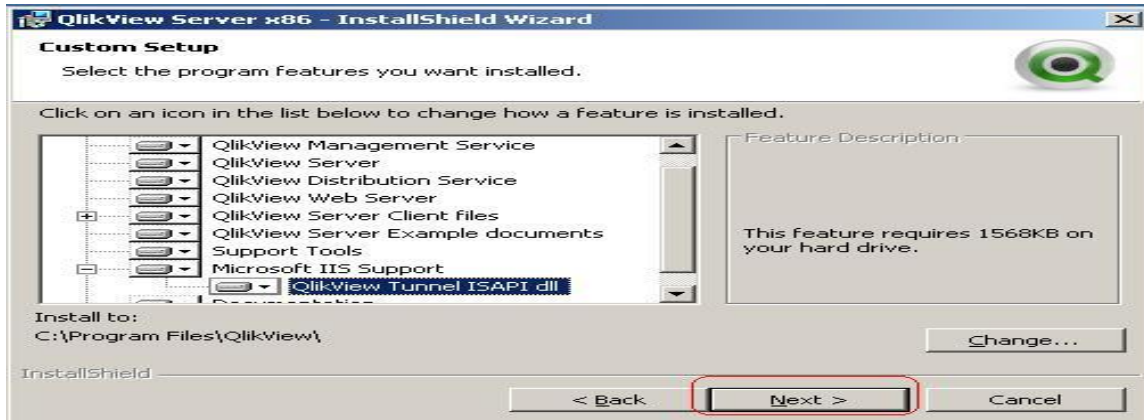 QlikView Server x86 - InstallShield Wizard
Custom Setup
Select the program features you want installed.
Click on an icon in the list below to change how a feature is installed.
QlikView Management Service
QlikView Server
QlikView Distribution Service
QlikView Web Server
QlikView Server Client files
QlikView Server Example documents
Support Tools
Microsoft IIS Support
QlikView Tunnel ISAPI dll
Feature Description
This feature requires 1568KB on
your hard drive.
Install to:
C:\Program Files\QlikView\
Change...
InstallShield
< Back
Next >
Cancel